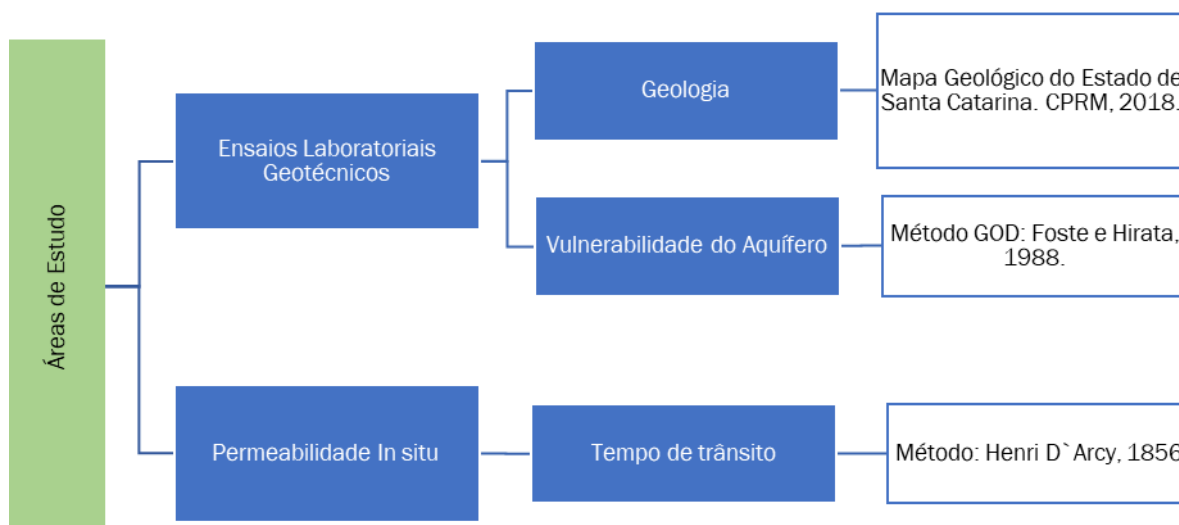 Áreas de Estudo
Ensaios Laboratoriais
Geotécnicos
Geologia
Mapa Geológico do Estado de
Santa Catarina. CPRM, 2018.
Vulnerabilidade do Aquífero
Método GOD: Foste e Hirata,
1988.
Permeabilidade In situ
Tempo de trânsito
Método: Henri D`Arcy, 1856